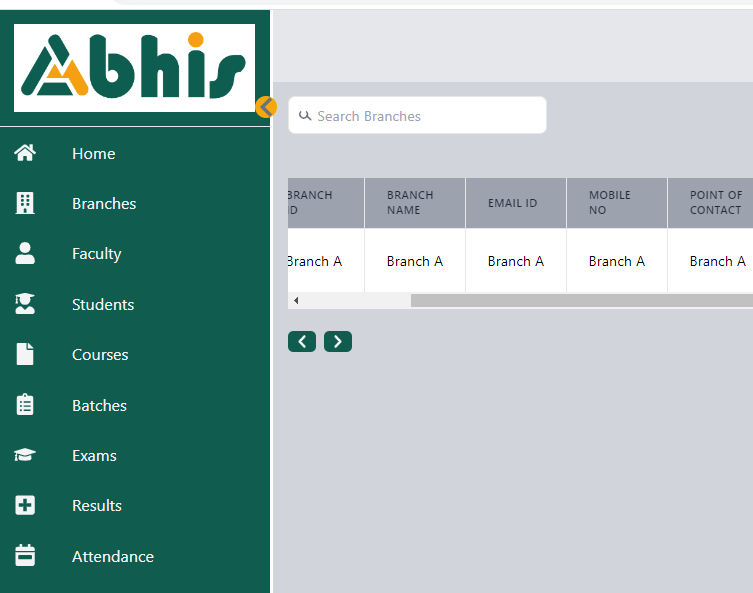 Abhis
Search Branches
Home
Branches
Faculty
Students
Courses
Batches
Exams
Results
Attendance
BRANCH
ID
BRANCH
NAME
EMAIL ID
MOBILE
NO
POINT OF
CONTACT
Branch A
Branch A
Branch A
Branch A
Branch A